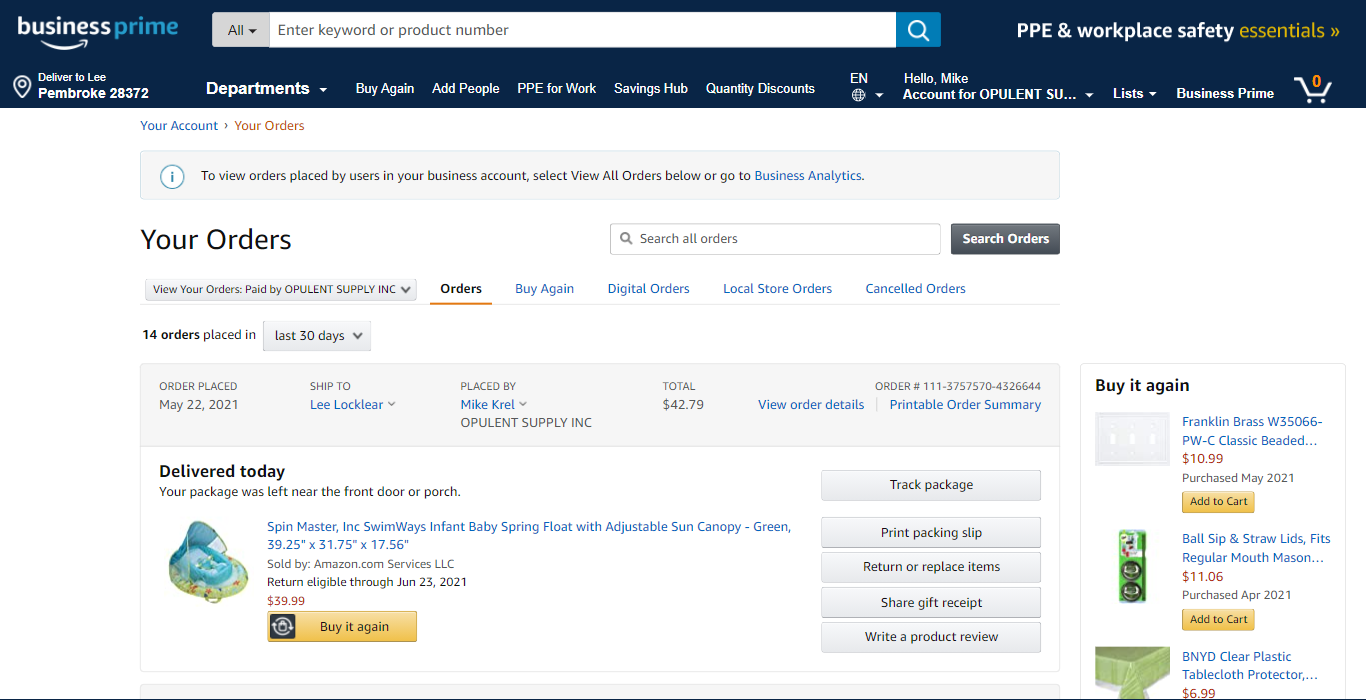 business prime
All
Enter keyword or product number
PPE & workplace safety essentials »
Deliver to Lee
Pembroke 28372
Departments
Buy Again
Add People
PPE for Work
Savings Hub
Quantity Discounts
EN
Hello, Mike
Account for OPULENT SU...
Lists
Business Prime
0
Your Account › Your Orders
To view orders placed by users in your business account, select View All Orders below or go to Business Analytics.
Your Orders
Search all orders
Search Orders
View Your Orders: Paid by OPULENT SUPPLY INC
Orders
Buy Again
Digital Orders
Local Store Orders
Cancelled Orders
14 orders placed in
last 30 days
ORDER PLACED
May 22, 2021
SHIP TO
Lee Locklear
PLACED BY
Mike Krel
OPULENT SUPPLY INC
TOTAL
$42.79
ORDER # 111-3757570-4326644
View order details
Printable Order Summary
Delivered today
Your package was left near the front door or porch.
Spin Master, Inc SwimWays Infant Baby Spring Float with Adjustable Sun Canopy - Green,
39.25" x 31.75" x 17.56"
Sold by: Amazon.com Services LLC
Return eligible through Jun 23, 2021
$39.99
Buy it again
Track package
Print packing slip
Return or replace items
Share gift receipt
Write a product review
Buy it again
Franklin Brass W35066-
PW-C Classic Beaded...
$10.99
Purchased May 2021
Add to Cart
Ball Sip & Straw Lids, Fits
Regular Mouth Mason...
$11.06
Purchased Apr 2021
Add to Cart
BNYD Clear Plastic
Tablecloth Protector,...
$6.99